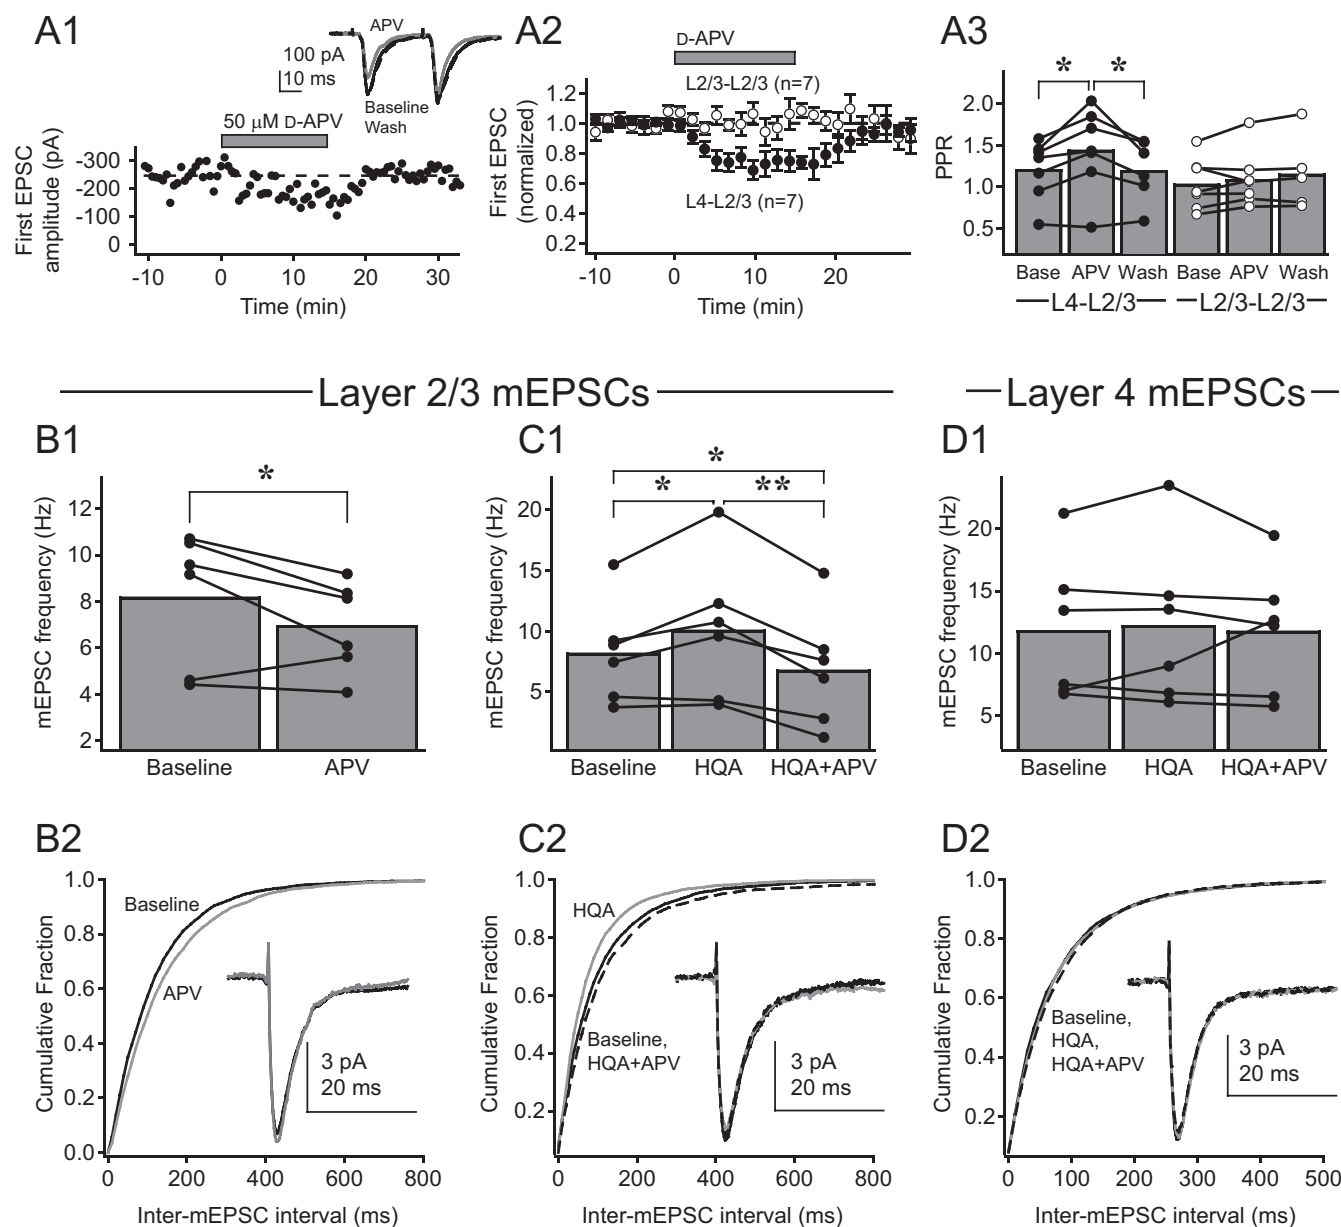 A1
APV
100 pA
10 ms
Baseline
Wash
50 μM D-APV
-300
-200
-100
0
First EPSC
amplitude (pA)
-10
0
10
20
30
Time (min)
A2
D-APV
L2/3-L2/3 (n=7)
L4-L2/3 (n=7)
1.2
1.0
0.8
0.6
0.4
0.2
First EPSC
(normalized)
-10
0
10
20
Time (min)
A3
*
*
2.0
1.5
1.0
0.5
PPR
Base APV Wash Base APV Wash
L4-L2/3 L2/3-L2/3
Layer 2/3 mEPSCs
Layer 4 mEPSCs
B1
*
12
10
8
6
4
2
mEPSC frequency (Hz)
Baseline APV
C1
*
* **
20
15
10
5
mEPSC frequency (Hz)
Baseline HQA HQA+APV
D1
20
15
10
5
mEPSC frequency (Hz)
Baseline HQA HQA+APV
B2
1.0
0.8
0.6
0.4
0.2
0.0
Cumulative Fraction
Baseline
APV
3 pA
20 ms
0 200 400 600 800
Inter-mEPSC interval (ms)
C2
1.0
0.8
0.6
0.4
0.2
Cumulative Fraction
HQA
Baseline,
HQA+APV
3 pA
20 ms
0 200 400 600 800
Inter-mEPSC interval (ms)
D2
1.0
0.8
0.6
0.4
0.2
Cumulative Fraction
Baseline,
HQA,
HQA+APV
3 pA
20 ms
0 100 200 300 400 500
Inter-mEPSC interval (ms)